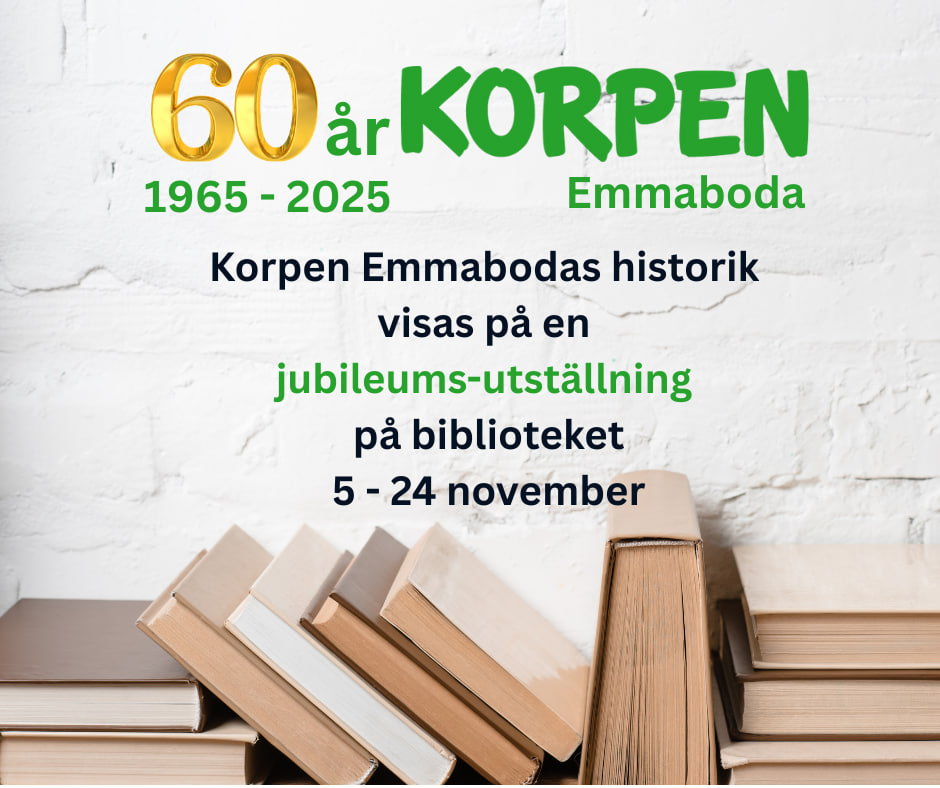 60 år KORPEN
1965 - 2025 Emmaboda
Korpen Emmabodas historik
visas på en
jubileums-utställning
på biblioteket
5 - 24 november